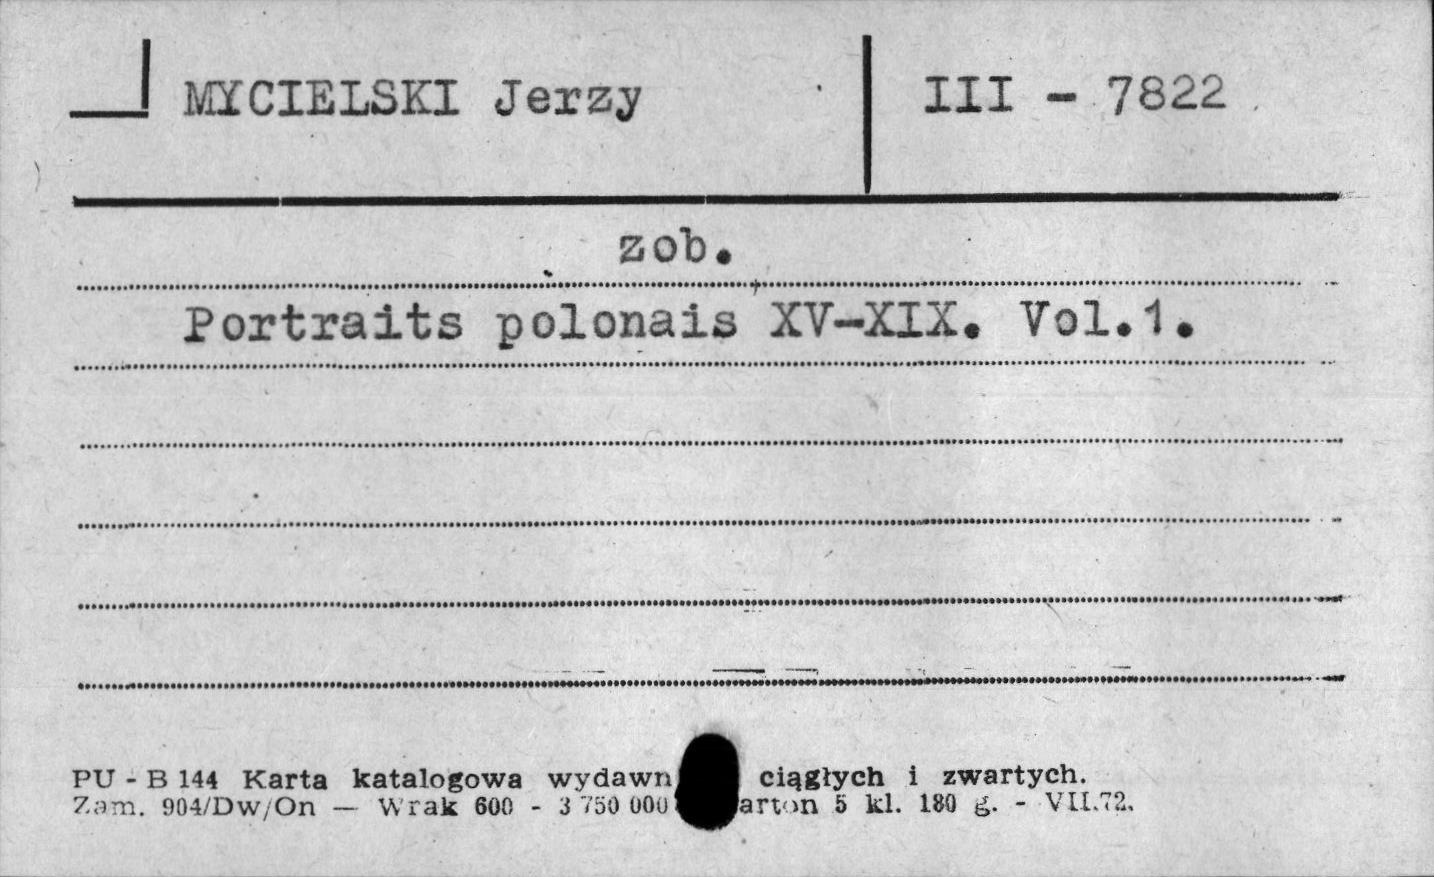 MYCIELSKI Jerzy
III - 7822
zob.
Portraits polonais XV-XIX. Vol.1.
PU - B 144 Karta katalogowa wydawn ciągłych i zwartych.
Zam. 904/Dw/On — Wrak 600 - 3 750 000 arton 5 kl. 180 g. - VII.72.